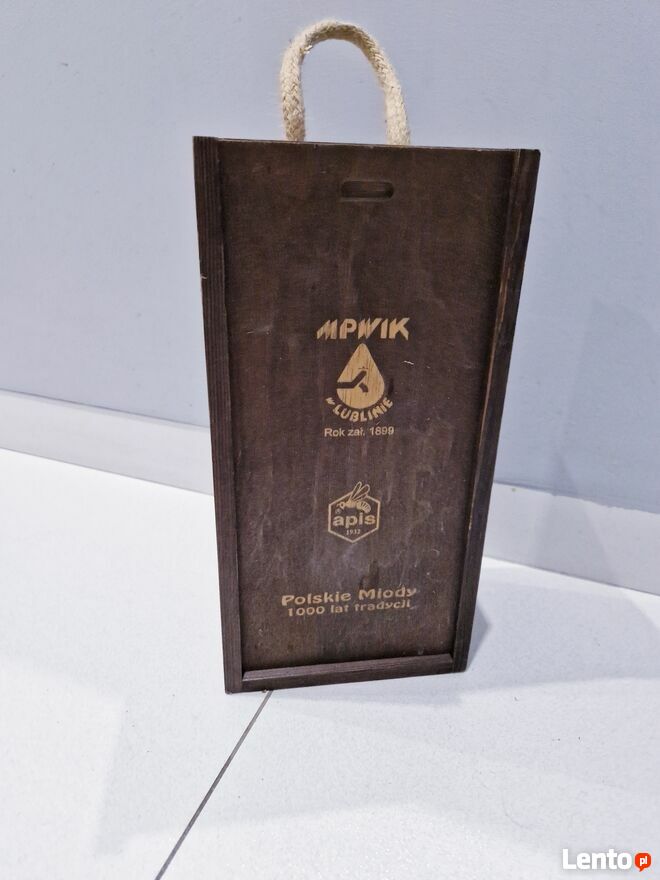 MPWIK
w LUBLINIE
Rok zał. 1899
apis
1932
Polskie Miody
1000 lat tradycji
Lento.pl